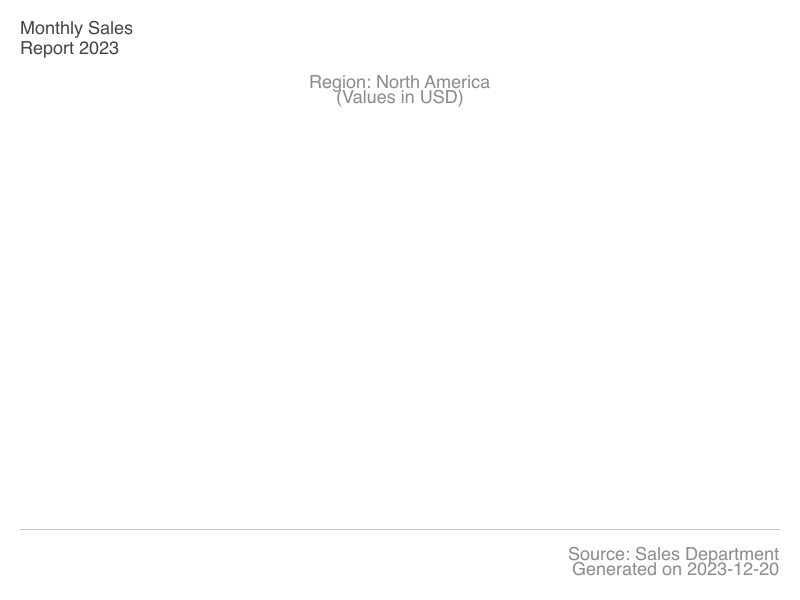 Monthly Sales
Report 2023
Region: North America
(Values in USD)
Source: Sales Department
Generated on 2023-12-20